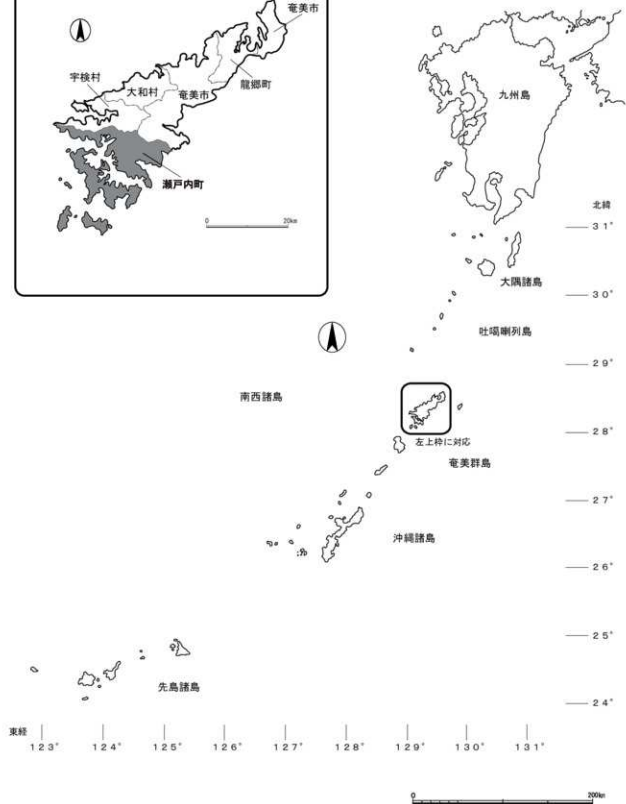 奄美市
宇検村
大和村
奄美市
龍郷町
瀬戸内町
0 20km
九州島
北緯
31°
大隅諸島
30°
吐噶喇列島
29°
南西諸島
28°
左上枠に対応
奄美群島
27°
沖縄諸島
26°
25°
先島諸島
24°
東経
123° 124° 125° 126° 127° 128° 129° 130° 131°
0 200km